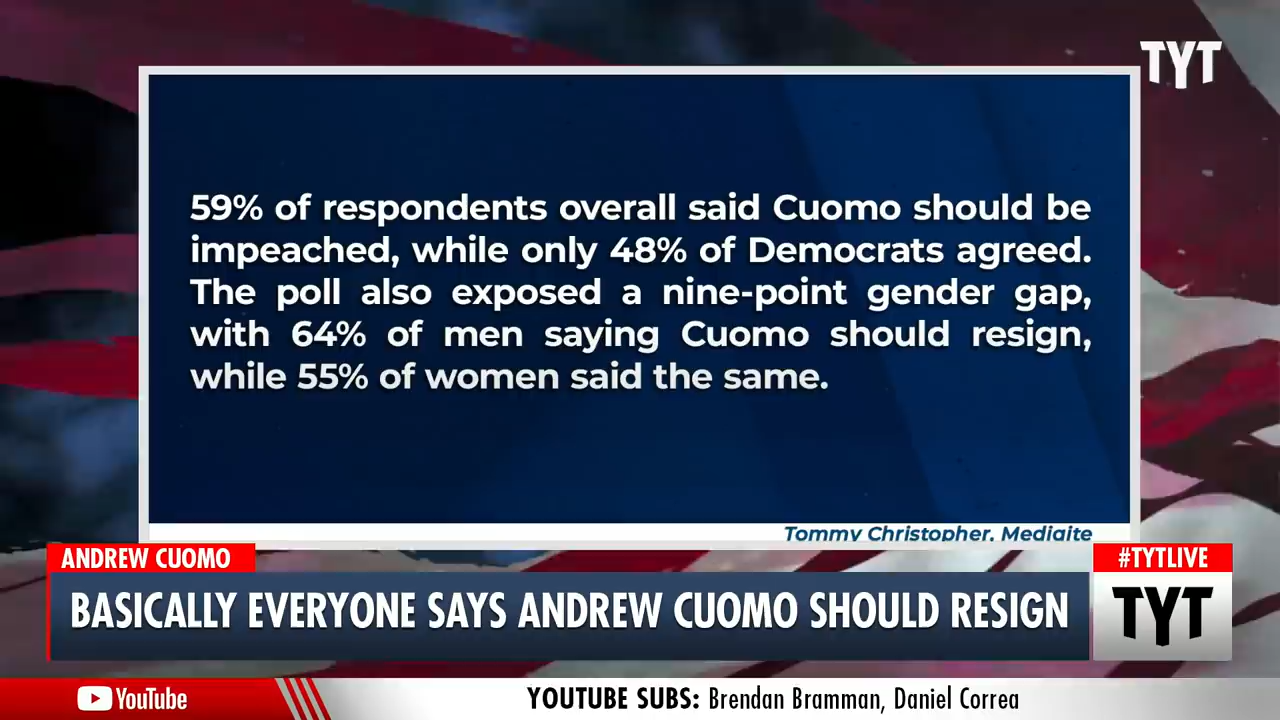 TYT
59% of respondents overall said Cuomo should be
impeached, while only 48% of Democrats agreed.
The poll also exposed a nine-point gender gap,
with 64% of men saying Cuomo should resign,
while 55% of women said the same.
Tommy Christopher, Mediaite
ANDREW CUOMO
#TYTLIVE
BASICALLY EVERYONE SAYS ANDREW CUOMO SHOULD RESIGN
TYT
YouTube
YOUTUBE SUBS: Brendan Bramman, Daniel Correa